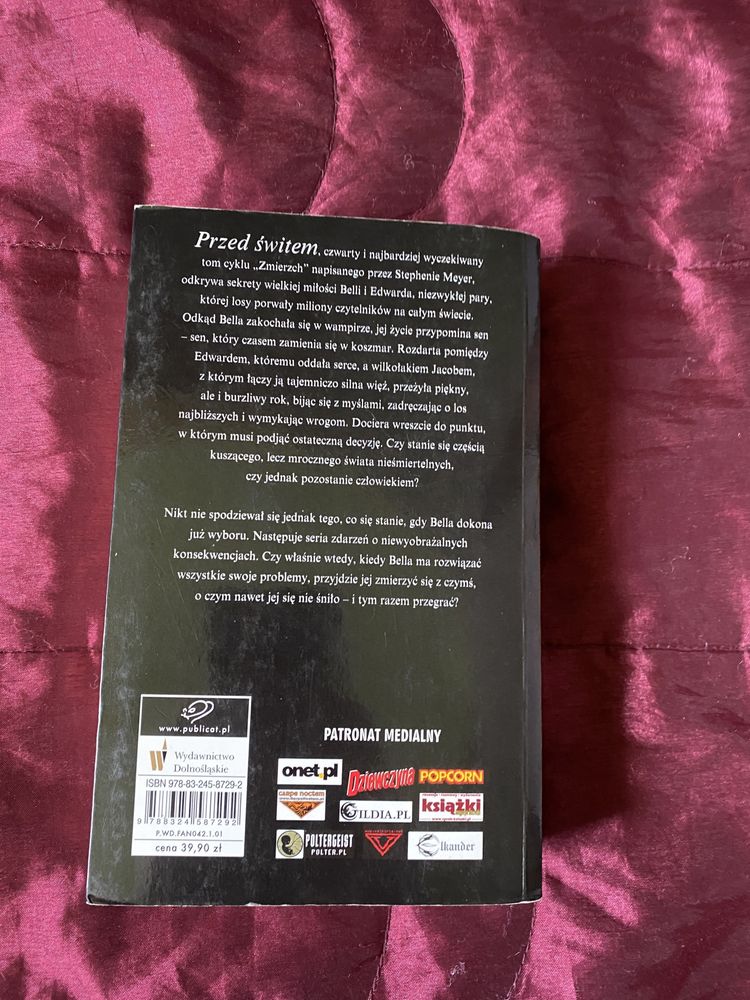 Przed świtem, czwarty i najbardziej wyczekiwany
tom cyklu „Zmierzch” napisanego przez Stephenie Meyer,
odkrywa sekrety wielkiej miłości Belli i Edwarda, niezwykłej pary,
której losy porwały miliony czytelników na całym świecie.
Odkąd Bella zakochała się w wampirze, jej życie przypomina sen
– sen, który czasem zamienia się w koszmar. Rozdarta pomiędzy
Edwardem, któremu oddała serce, a wilkołakiem Jacobem,
z którym łączy ją tajemniczo silna więź, przeżyła piękny,
ale i burzliwy rok, bijąc się z myślami, zadręczając o los
najbliższych i wymykając wrogom. Dociera wreszcie do punktu,
w którym musi podjąć ostateczną decyzję. Czy stanie się częścią
kuszącego, lecz mrocznego świata nieśmiertelnych,
czy jednak pozostanie człowiekiem?
Nikt nie spodziewał się jednak tego, co się stanie, gdy Bella dokona
już wyboru. Następuje seria zdarzeń o niewyobrażalnych
konsekwencjach. Czy właśnie wtedy, kiedy Bella ma rozwiązać
wszystkie swoje problemy, przyjdzie jej zmierzyć się z czymś,
o czym nawet jej się nie śniło – i tym razem przegrać?
www.publicat.pl
Wydawnictwo
Dolnośląskie
ISBN 978-83-245-8729-2
9 788324 587292
P.WD.FAN042.1.01
cena 39,90 zł
PATRONAT MEDIALNY
onet.pl
Dziewczyna
POPCORN
CARPE NOCTEM
GILDIA.PL
książki
POLTERGEIST
POLTER.PL
Elkander